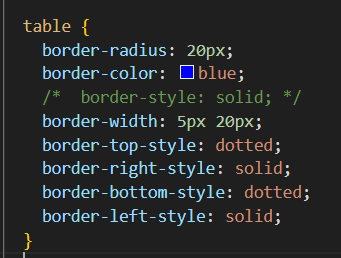 table {
border-radius: 20px;
border-color: blue;
/*  border-style: solid; */
border-width: 5px 20px;
border-top-style: dotted;
border-right-style: solid;
border-bottom-style: dotted;
border-left-style: solid;
}